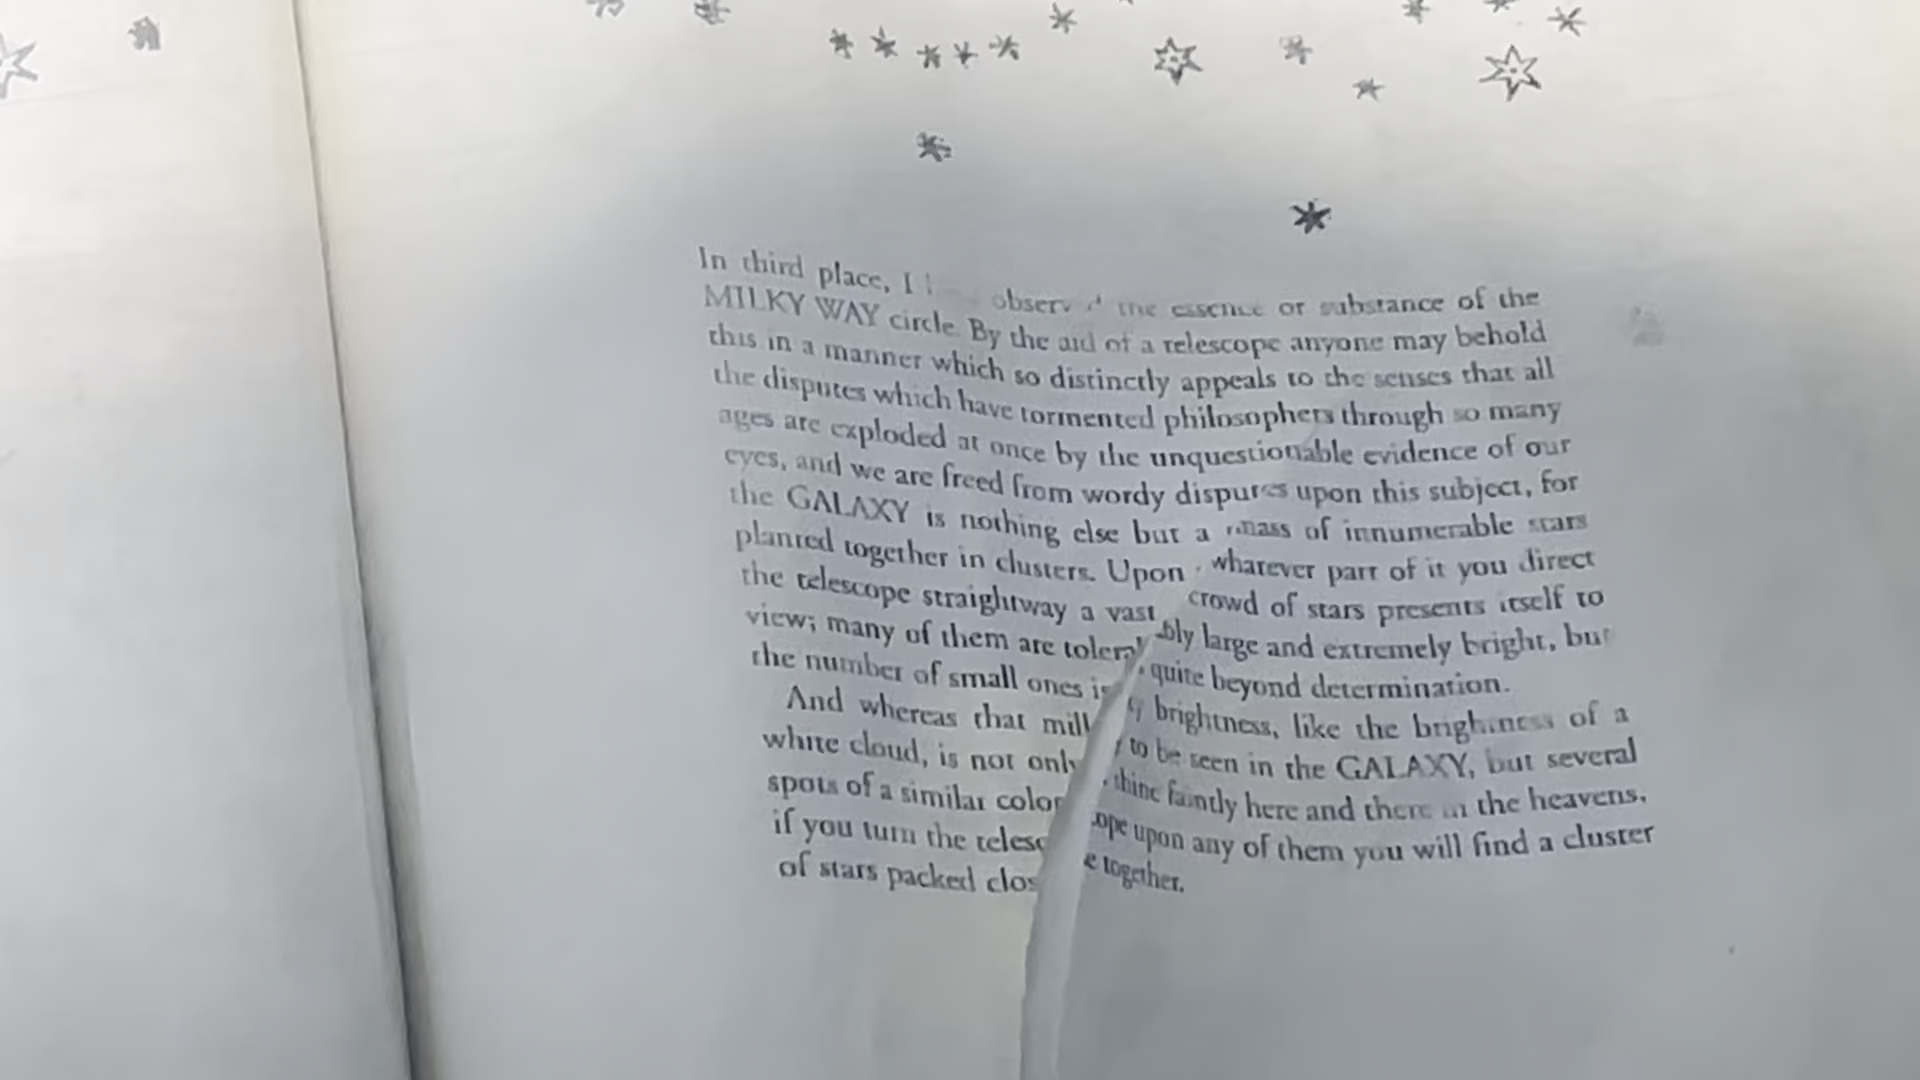 In third place, I observed the essence or substance of the
MILKY WAY circle. By the aid of a telescope anyone may behold
this in a manner which so distinctly appeals to the senses that all
the disputes which have tormented philosophers through so many
ages are exploded at once by the unquestionable evidence of our
eyes, and we are freed from wordy disputes upon this subject, for
the GALAXY is nothing else but a mass of innumerable stars
planted together in clusters. Upon whatever part of it you direct
the telescope straightway a vast crowd of stars presents itself to
view; many of them are tolerably large and extremely bright, but
the number of small ones is quite beyond determination.
And whereas that milky brightness, like the brightness of a
white cloud, is not only to be seen in the GALAXY, but several
spots of a similar color shine faintly here and there in the heavens,
if you turn the telescope upon any of them you will find a cluster
of stars packed close together.